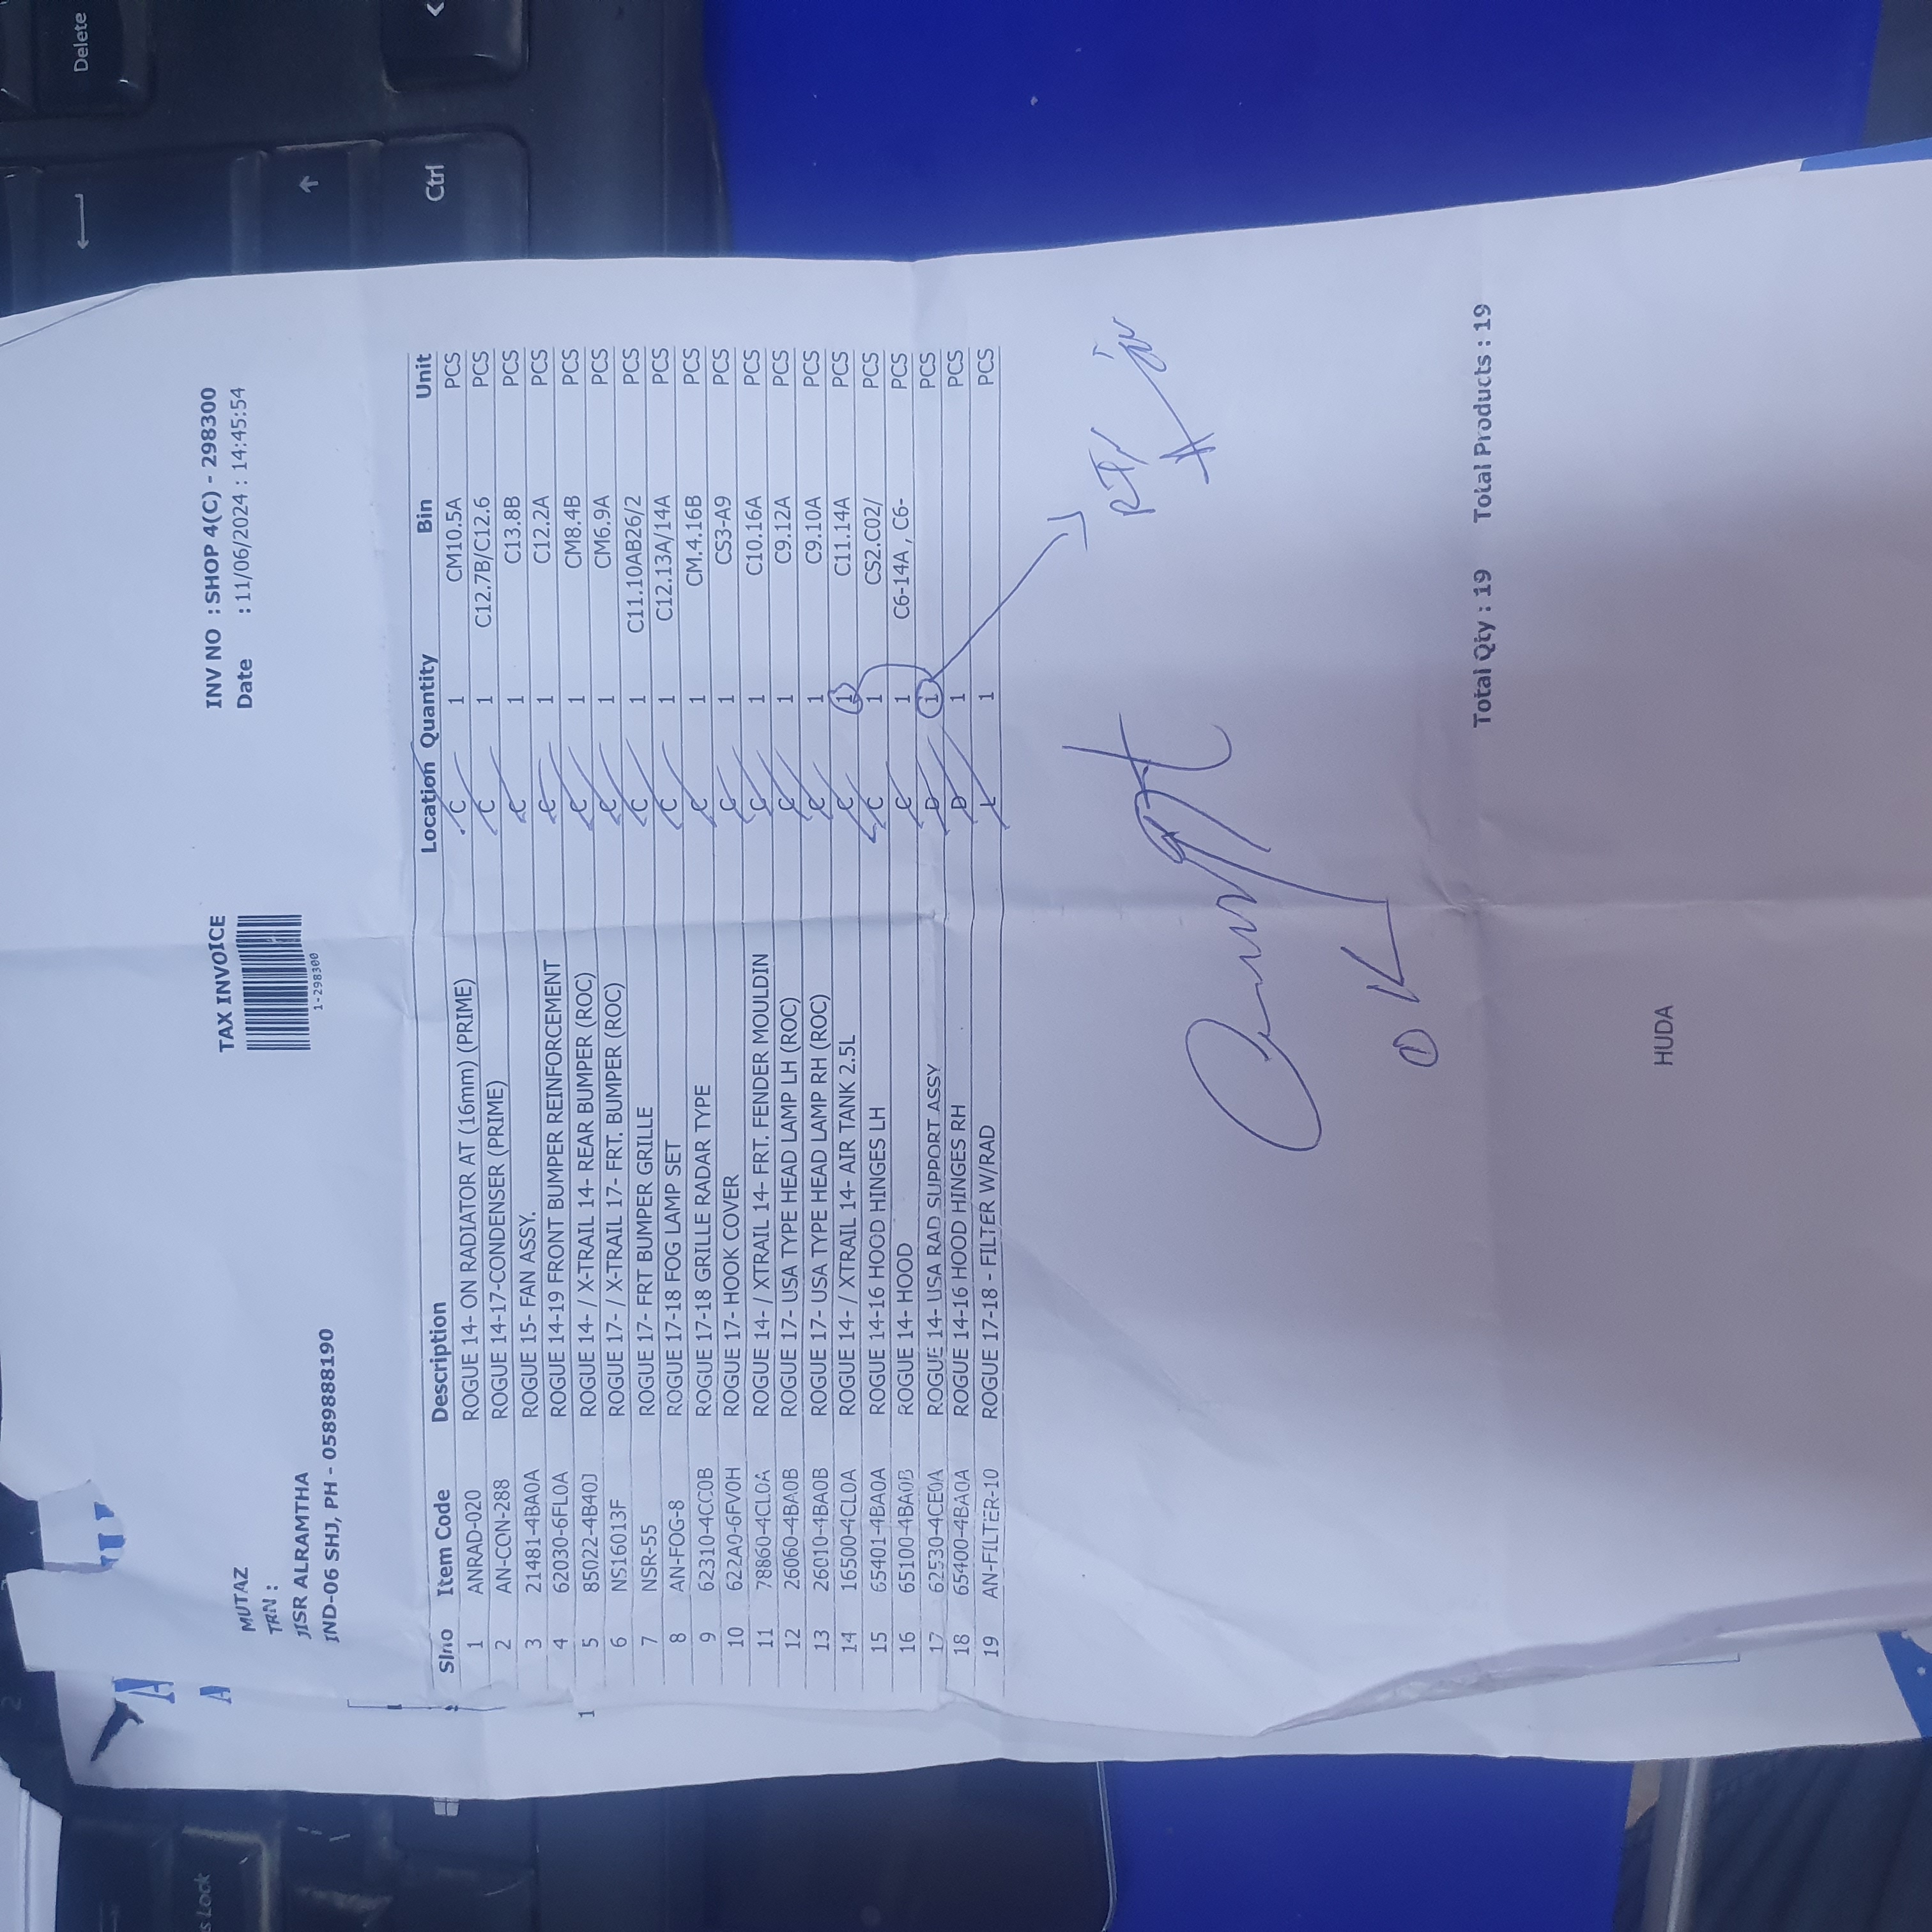 TAX INVOICE
1-298300
INV NO : SHOP 4(C) - 298300
Date : 11/06/2024 : 14:45:54
MUTAZ
TRN :
JISR ALRAMTHA
IND-06 SHJ, PH - 0589888190
Slno Item Code Description Location Quantity Bin Unit
1 ANRAD-020 ROGUE 14- ON RADIATOR AT (16mm) (PRIME) C 1 CM10.5A PCS
2 AN-CON-288 ROGUE 14-17-CONDENSER (PRIME) C 1 C12.7B/C12.6 PCS
3 21481-4BA0A ROGUE 15- FAN ASSY. C 1 C13.8B PCS
4 62030-6FL0A ROGUE 14-19 FRONT BUMPER REINFORCEMENT C 1 C12.2A PCS
5 85022-4B40J ROGUE 14- / X-TRAIL 14- REAR BUMPER (ROC) C 1 CM8.4B PCS
6 NS16013F ROGUE 17- / X-TRAIL 17- FRT. BUMPER (ROC) C 1 CM6.9A PCS
7 NSR-55 ROGUE 17- FRT BUMPER GRILLE C 1 C11.10AB26/2 PCS
8 AN-FOG-8 ROGUE 17-18 FOG LAMP SET C 1 C12.13A/14A PCS
9 62310-4CC0B ROGUE 17-18 GRILLE RADAR TYPE C 1 CM.4.16B PCS
10 622A0-6FV0H ROGUE 17- HOOK COVER C 1 CS3-A9 PCS
11 78860-4CL0A ROGUE 14- / XTRAIL 14- FRT. FENDER MOULDIN C 1 C10.16A PCS
12 26060-4BA0B ROGUE 17- USA TYPE HEAD LAMP LH (ROC) C 1 C9.12A PCS
13 26010-4BA0B ROGUE 17- USA TYPE HEAD LAMP RH (ROC) C 1 C9.10A PCS
14 16500-4CL0A ROGUE 14- / XTRAIL 14- AIR TANK 2.5L C 1 C11.14A PCS
15 65401-4BA0A ROGUE 14-16 HOOD HINGES LH C 1 CS2.C02/ PCS
16 65100-4BA0B ROGUE 14- HOOD C 1 C6-14A , C6- PCS
17 62530-4CE0A ROGUE 14- USA RAD SUPPORT ASSY D 1 PCS
18 65400-4BA0A ROGUE 14-16 HOOD HINGES RH D 1 PCS
19 AN-FILTER-10 ROGUE 17-18 - FILTER W/RAD L 1 PCS
1
OK
Total Qty : 19 Total Products : 19
HUDA
Delete
Ctrl
s Lock